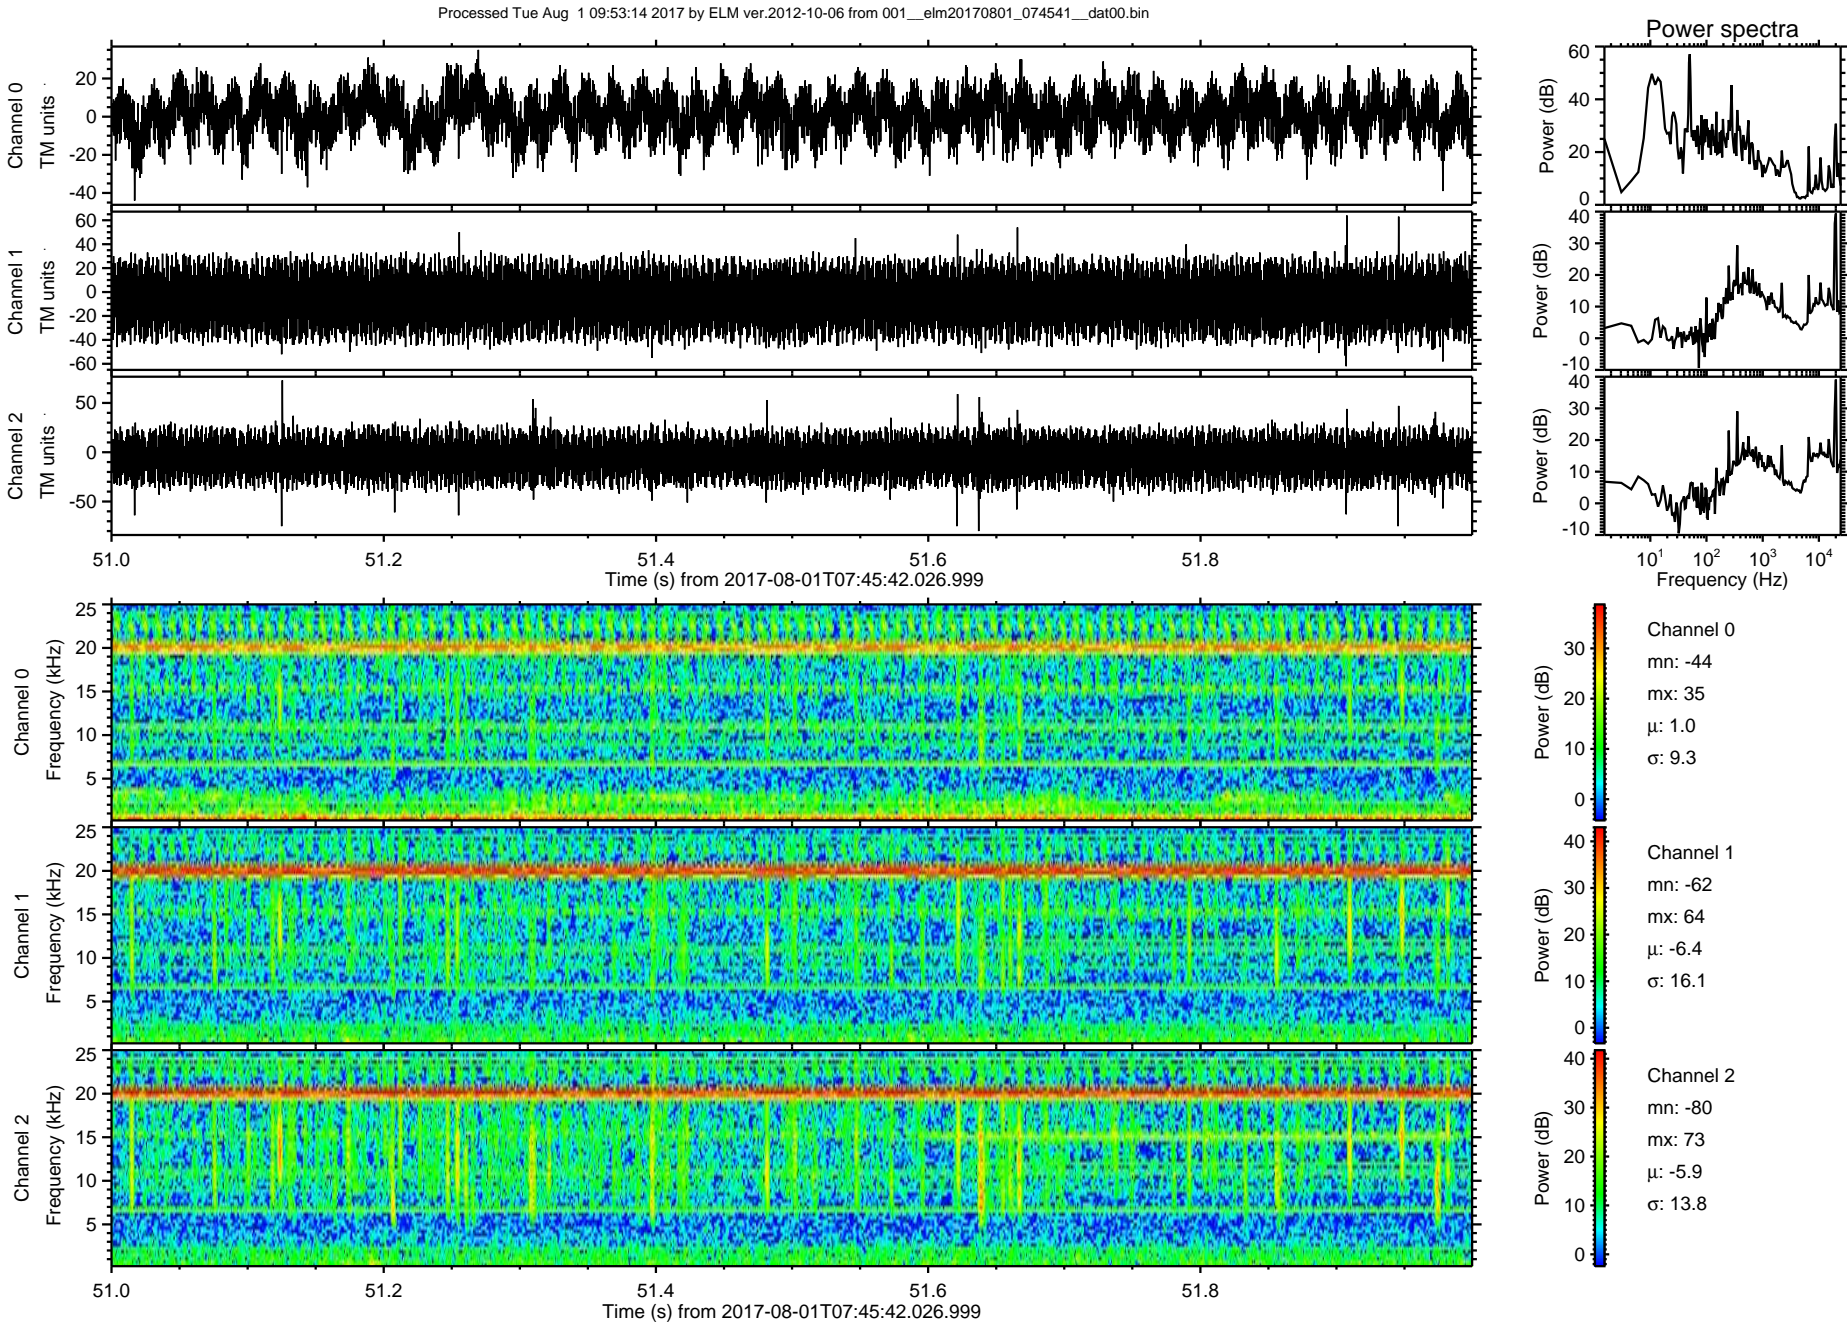 Processed Tue Aug 1 09:53:14 2017 by ELM ver.2012-10-06 from 001__elm20170801_074541__dat00.bin
Power spectra
Channel 0
TM units
20
0
-20
-40
Power (dB)
60
40
20
0
Channel 1
TM units
60
40
20
0
-20
-40
-60
Power (dB)
40
30
20
10
0
-10
Channel 2
TM units
50
0
-50
Power (dB)
40
30
20
10
0
-10
51.0 51.2 51.4 51.6 51.8
Time (s) from 2017-08-01T07:45:42.026.999
10^1 10^2 10^3 10^4
Frequency (Hz)
Channel 0
Frequency (kHz)
25
20
15
10
5
Power (dB)
30
20
10
0
Channel 0
mn: -44
mx: 35
μ: 1.0
σ: 9.3
Channel 1
Frequency (kHz)
25
20
15
10
5
Power (dB)
40
30
20
10
0
Channel 1
mn: -62
mx: 64
μ: -6.4
σ: 16.1
Channel 2
Frequency (kHz)
25
20
15
10
5
Power (dB)
40
30
20
10
0
Channel 2
mn: -80
mx: 73
μ: -5.9
σ: 13.8
51.0 51.2 51.4 51.6 51.8
Time (s) from 2017-08-01T07:45:42.026.999